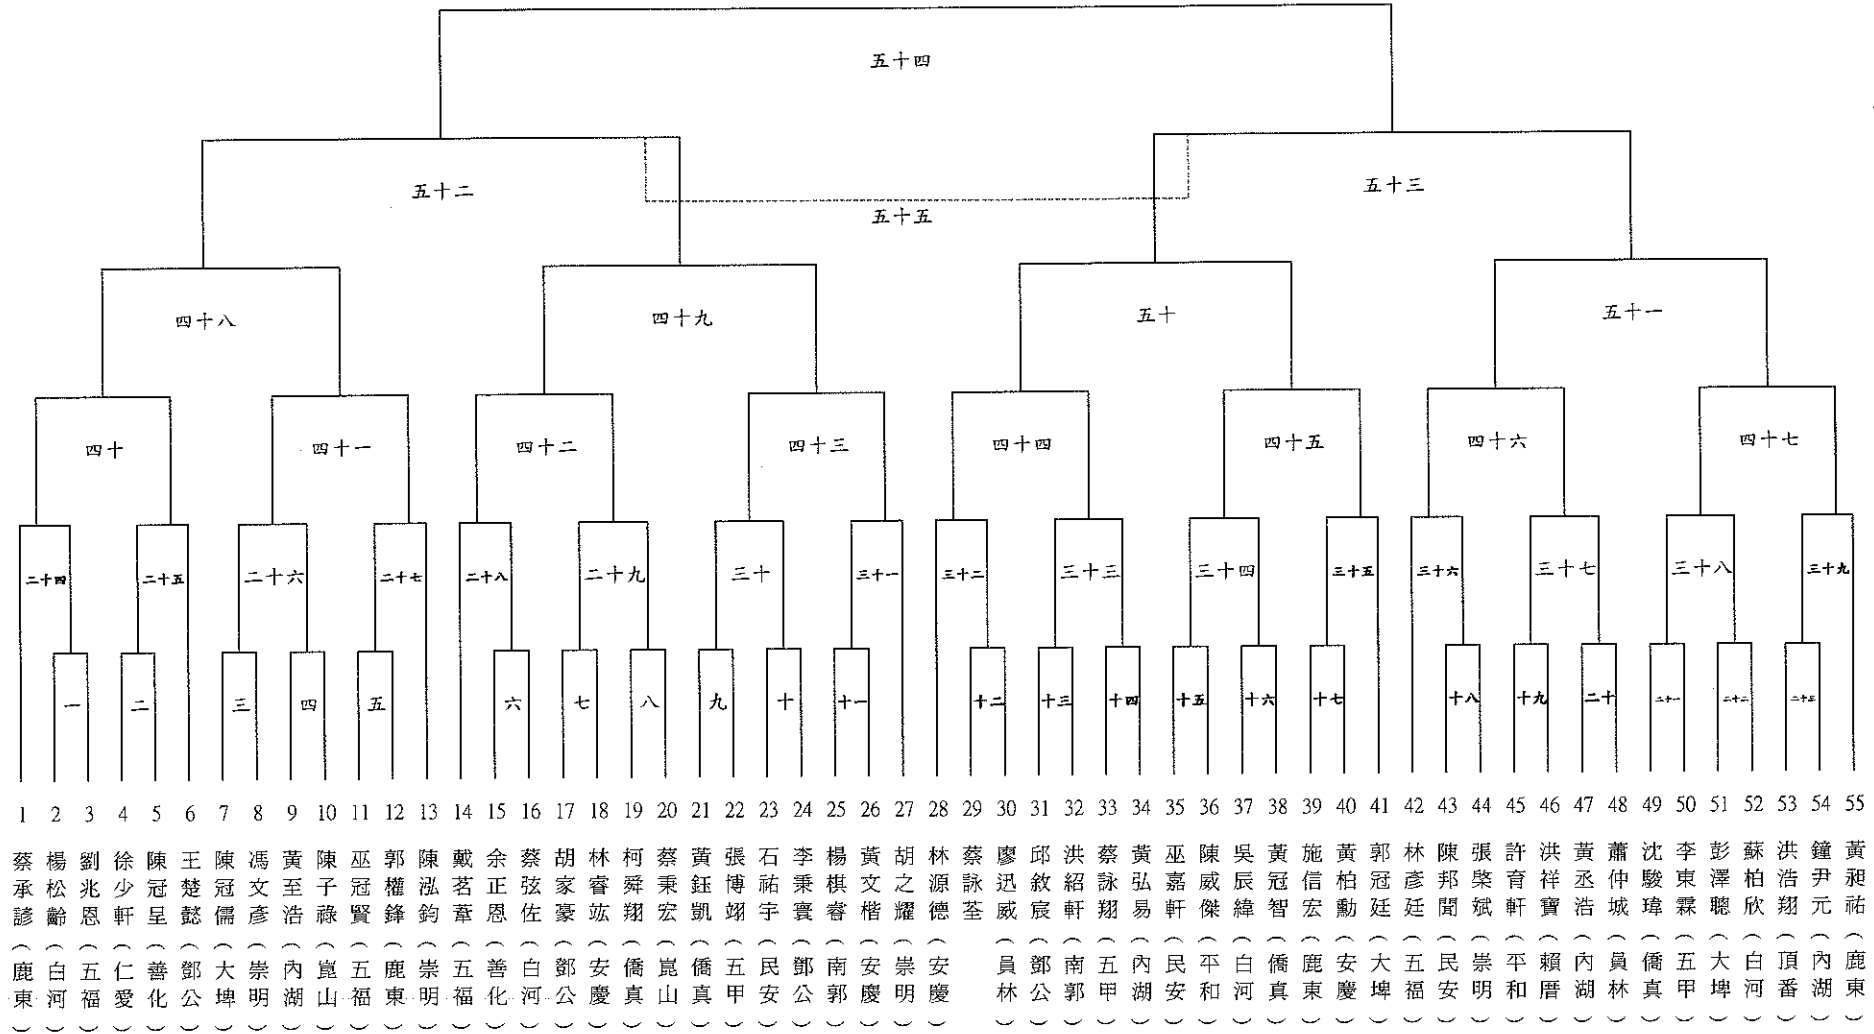 五十四
五十二
五十三
五十五
四十八
四十九
五十
五十一
四十
四十一
四十二
四十三
四十四
四十五
四十六
四十七
二十四
二十五
二十六
二十七
二十八
二十九
三十
三十一
三十二
三十三
三十四
三十五
三十六
三十七
三十八
三十九
一
二
三
四
五
六
七
八
九
十
十一
十二
十三
十四
十五
十六
十七
十八
十九
二十
二十一
二十二
二十三
1 2 3 4 5 6 7 8 9 10 11 12 13 14 15 16 17 18 19 20 21 22 23 24 25 26 27 28 29 30 31 32 33 34 35 36 37 38 39 40 41 42 43 44 45 46 47 48 49 50 51 52 53 54 55
蔡承諺(鹿東)
楊松齡(白河)
劉兆恩(五福)
徐少軒(仁愛)
陳冠呈(善化)
王楚懿(鄧公)
陳冠儒(大埤)
馮文彥(崇明)
黃至浩(內湖)
陳子祿(崑山)
巫冠賢(五福)
郭權鋒(鹿東)
陳泓鈞(崇明)
戴茗葦(五福)
余正恩(善化)
蔡弦佐(白河)
胡家豪(鄧公)
林睿竑(安慶)
柯舜翔(僑真)
蔡秉宏(崑山)
黃鈺凱(僑真)
張博翊(五甲)
石祐宇(民安)
李秉寰(鄧公)
楊棋睿(南郭)
黃文楷(安慶)
胡之耀(崇明)
林源德(安慶)
蔡詠荃
廖迅威(員林)
邱敘宸(鄧公)
洪紹軒(南郭)
蔡詠翔(五甲)
黃弘易(內湖)
巫嘉軒(民安)
陳威傑(平和)
吳辰緯(白河)
黃冠智(僑真)
施信宏(鹿東)
黃柏勳(安慶)
郭冠廷(大埤)
林彥廷(五福)
陳邦聞(民安)
張棨斌(崇明)
許育軒(平和)
洪祥寶(賴厝)
黃丞浩(內湖)
蕭仲城(員林)
沈駿瑋(僑真)
李東霖(五甲)
彭澤聰(大埤)
蘇柏欣(白河)
洪浩翔(頂番)
鐘尹元(內湖)
黃昶祐(鹿東)